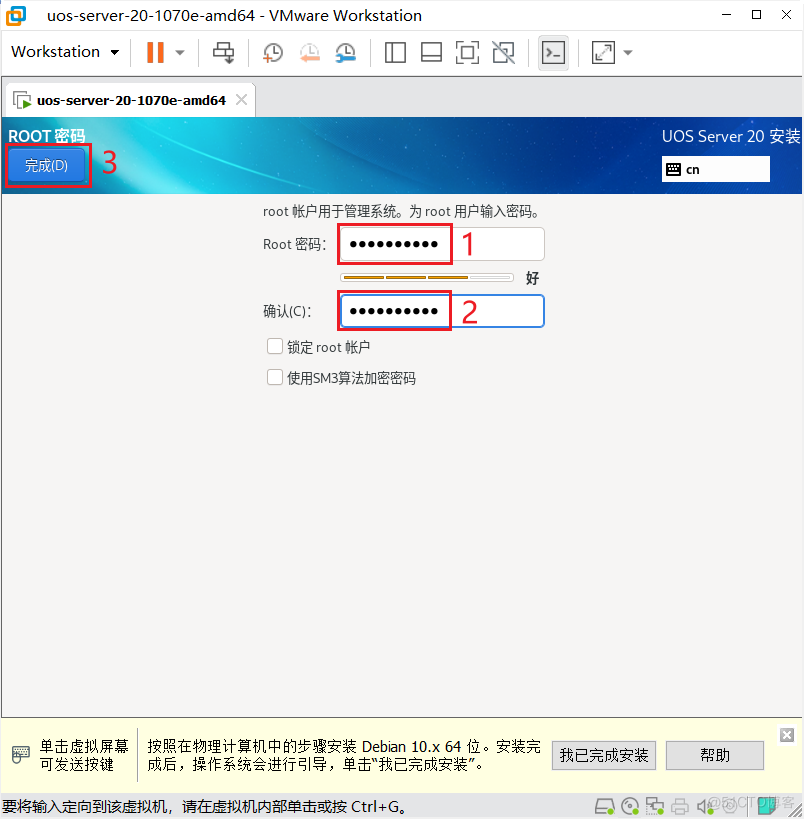 uos-server-20-1070e-amd64 - VMware Workstation
Workstation
uos-server-20-1070e-amd64
ROOT 密码
UOS Server 20 安装
完成(D)
3
cn
root 帐户用于管理系统。为 root 用户输入密码。
Root 密码：
1
好
确认(C)：
2
锁定 root 帐户
使用SM3算法加密密码
单击虚拟屏幕
可发送按键
按照在物理计算机中的步骤安装 Debian 10.x 64 位。安装完
成后，操作系统会进行引导，单击“我已完成安装”。
我已完成安装
帮助
要将输入定向到该虚拟机，请在虚拟机内部单击或按 Ctrl+G。
@51CTO博客